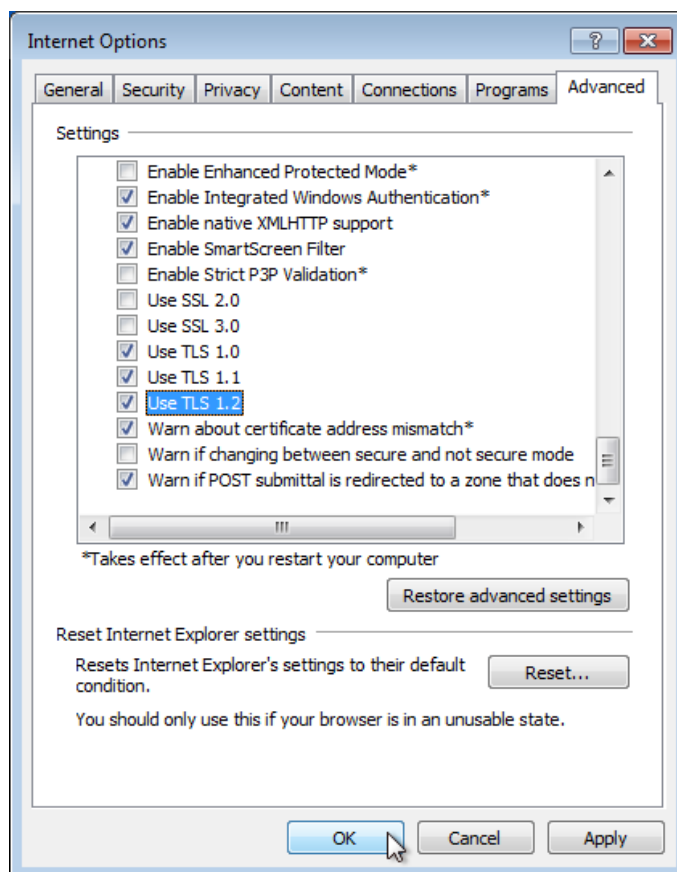 Internet Options
General Security Privacy Content Connections Programs Advanced
Settings
Enable Enhanced Protected Mode*
Enable Integrated Windows Authentication*
Enable native XMLHTTP support
Enable SmartScreen Filter
Enable Strict P3P Validation*
Use SSL 2.0
Use SSL 3.0
Use TLS 1.0
Use TLS 1.1
Use TLS 1.2
Warn about certificate address mismatch*
Warn if changing between secure and not secure mode
Warn if POST submittal is redirected to a zone that does n
*Takes effect after you restart your computer
Restore advanced settings
Reset Internet Explorer settings
Resets Internet Explorer's settings to their default
condition.
Reset...
You should only use this if your browser is in an unusable state.
OK Cancel Apply